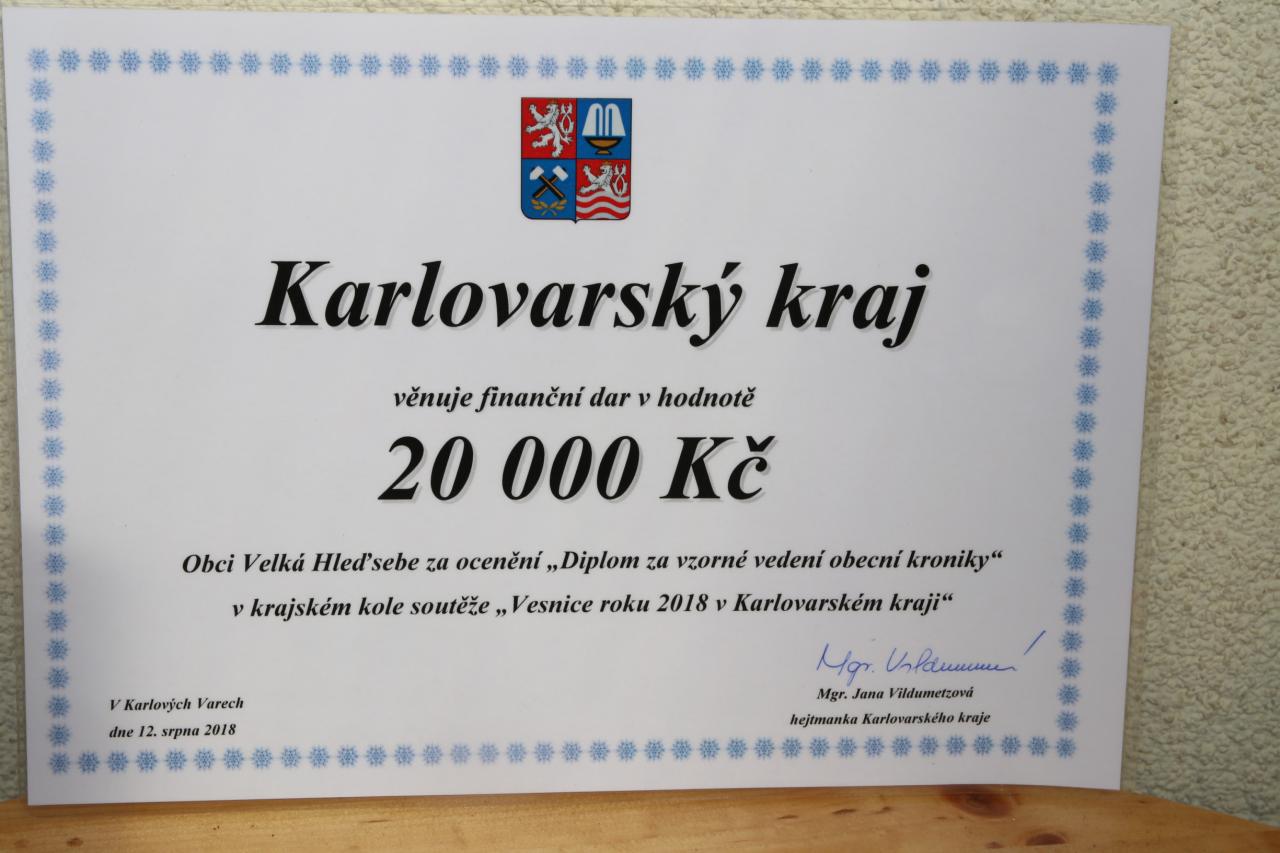 Karlovarský kraj
věnuje finanční dar v hodnotě
20 000 Kč
Obci Velká Hleďsebe za ocenění „Diplom za vzorné vedení obecní kroniky“
v krajském kole soutěže „Vesnice roku 2018 v Karlovarském kraji“
Mgr. Vildumetzová
V Karlových Varech
dne 12. srpna 2018
Mgr. Jana Vildumetzová
hejtmanka Karlovarského kraje